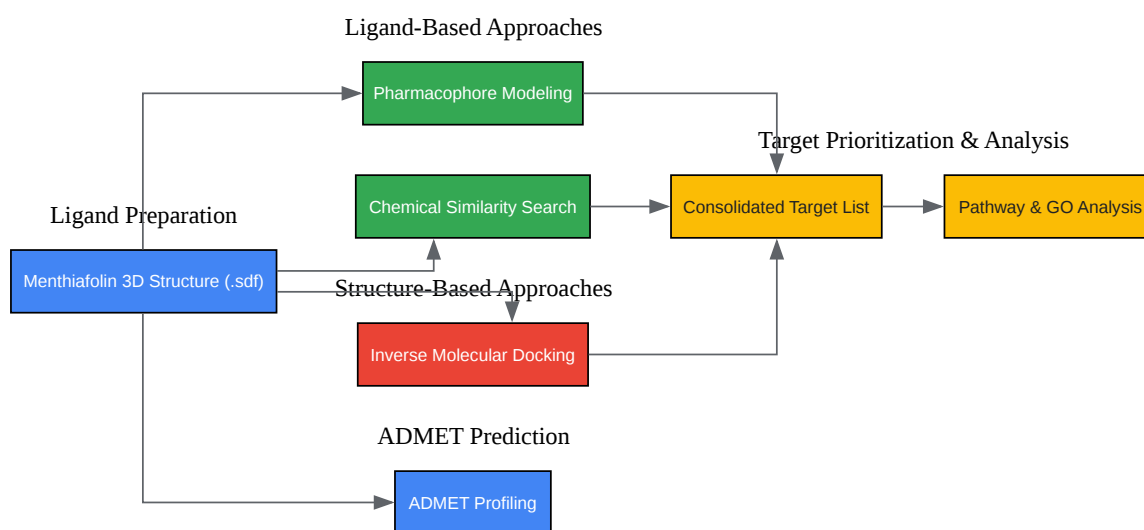 Ligand-Based Approaches
Pharmacophore Modeling
Target Prioritization & Analysis
Chemical Similarity Search
Consolidated Target List
Pathway & GO Analysis
Ligand Preparation
Menthiafolin 3D Structure (.sdf)
Structure-Based Approaches
Inverse Molecular Docking
ADMET Prediction
ADMET Profiling